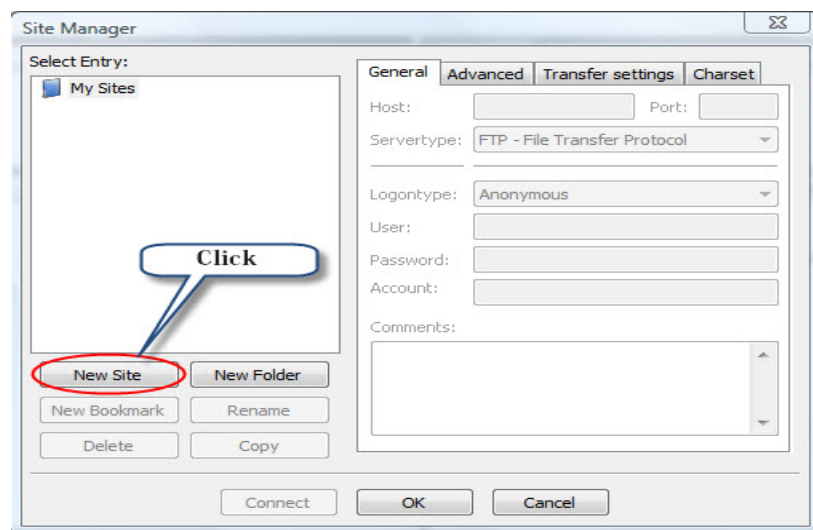 Site Manager
Select Entry:
My Sites
Click
New Site
New Folder
New Bookmark
Rename
Delete
Copy
General
Advanced
Transfer settings
Charset
Host:
Port:
Servertype:
FTP - File Transfer Protocol
Logontype:
Anonymous
User:
Password:
Account:
Comments:
Connect
OK
Cancel